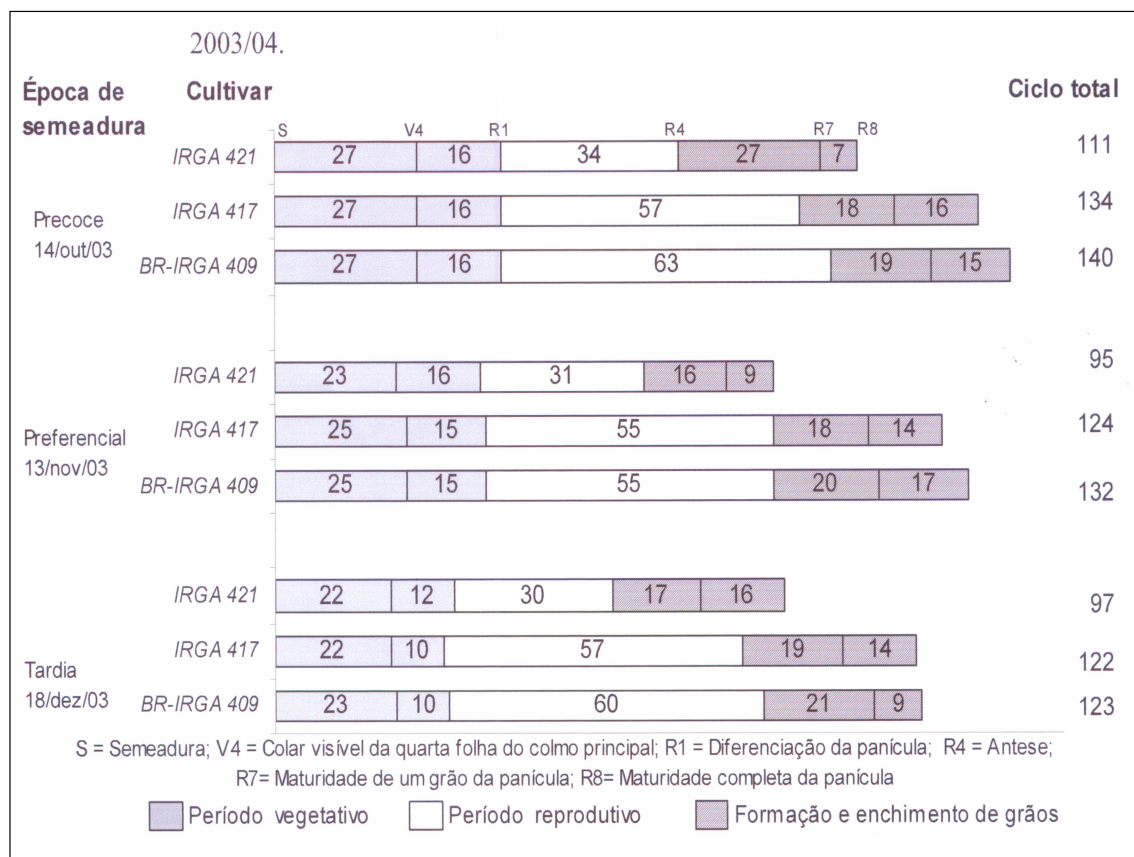 2003/04.
Época de semeadura Cultivar Ciclo total
S V4 R1 R4 R7 R8
IRGA 421 27 16 34 27 7 111
Precoce 14/out/03
IRGA 417 27 16 57 18 16 134
BR-IRGA 409 27 16 63 19 15 140
IRGA 421 23 16 31 16 9 95
Preferencial 13/nov/03
IRGA 417 25 15 55 18 14 124
BR-IRGA 409 25 15 55 20 17 132
IRGA 421 22 12 30 17 16 97
Tardia 18/dez/03
IRGA 417 22 10 57 19 14 122
BR-IRGA 409 23 10 60 21 9 123
S = Semeadura; V4 = Colar visível da quarta folha do colmo principal; R1 = Diferenciação da panícula; R4 = Antese;
R7= Maturidade de um grão da panícula; R8= Maturidade completa da panícula
Período vegetativo Período reprodutivo Formação e enchimento de grãos